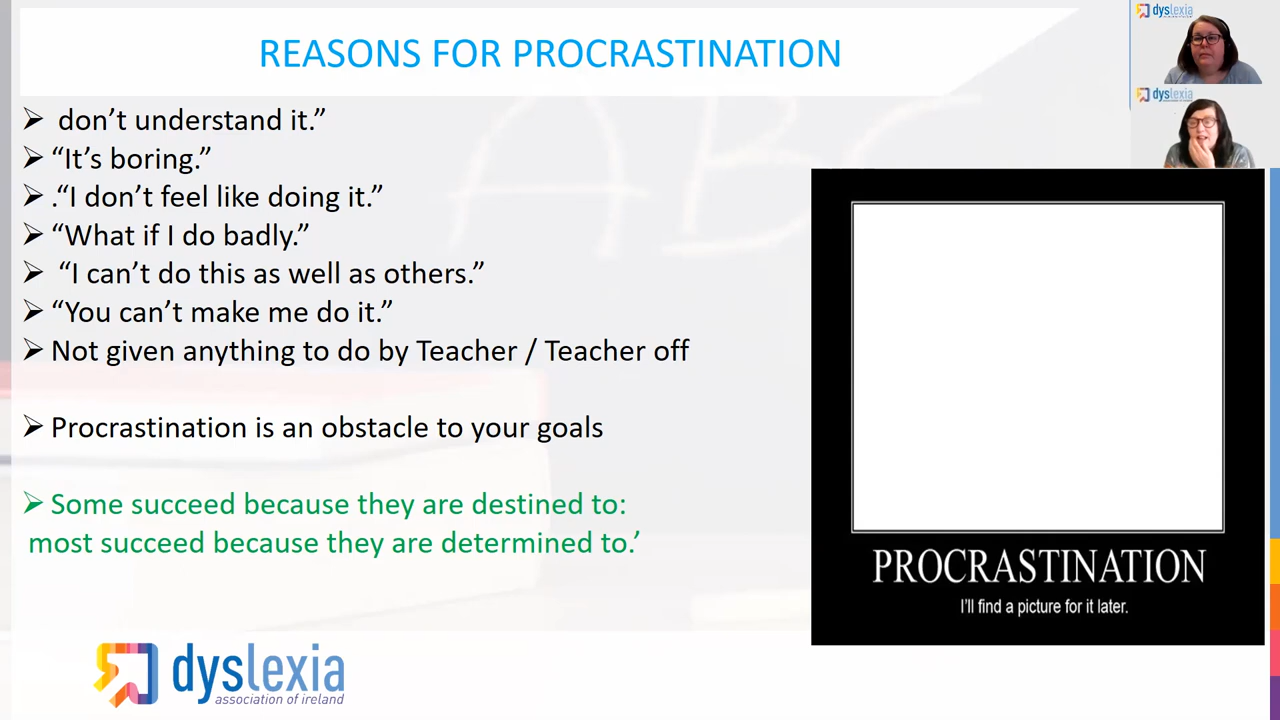 REASONS FOR PROCRASTINATION
don’t understand it.”
“It’s boring.”
.“I don’t feel like doing it.”
“What if I do badly.”
“I can’t do this as well as others.”
“You can’t make me do it.”
Not given anything to do by Teacher / Teacher off
Procrastination is an obstacle to your goals
Some succeed because they are destined to:
most succeed because they are determined to.’
PROCRASTINATION
I’ll find a picture for it later.
dyslexia
association of ireland
dyslexia
dyslexia
A B C